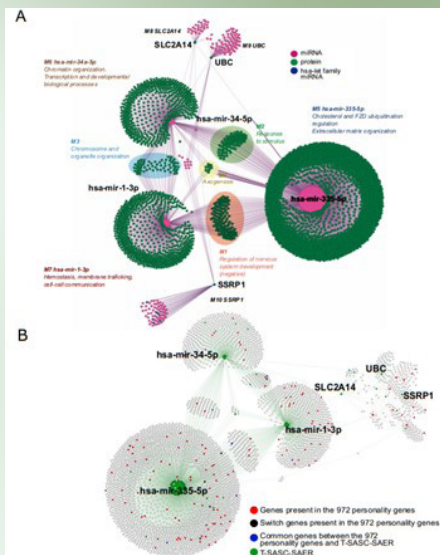 A
M8 SLC2A14
SLC2A14
M9 UBC
UBC
miRNA
protein
hsa-let family
miRNA
M6 hsa-mir-34a-5p
Chromatin organization,
Transcription and developmental
biological processes
hsa-mir-34-5p
M5 hsa-mir-335-5p
Cholesterol and FZD ubiquitination
regulation
Extracellular matrix organization
M2
Response to
stimulus
M3
Chromosome and
organelle organization
Axogenesis
hsa-mir-1-3p
hsa-mir-335-5p
M1
Regulation of nervous
system development
(negative)
M7 hsa-mir-1-3p
Hemostasis, membrane trafficking,
cell-cell communication
SSRP1
M10 SSRP1
B
hsa-mir-34-5p
UBC
SLC2A14
SSRP1
hsa-mir-1-3p
hsa-mir-335-5p
Genes present in the 972 personality genes
Switch genes present in the 972 personality genes
Common genes between the 972
personality genes and T-SASC-SAER
T-SASC-SAER